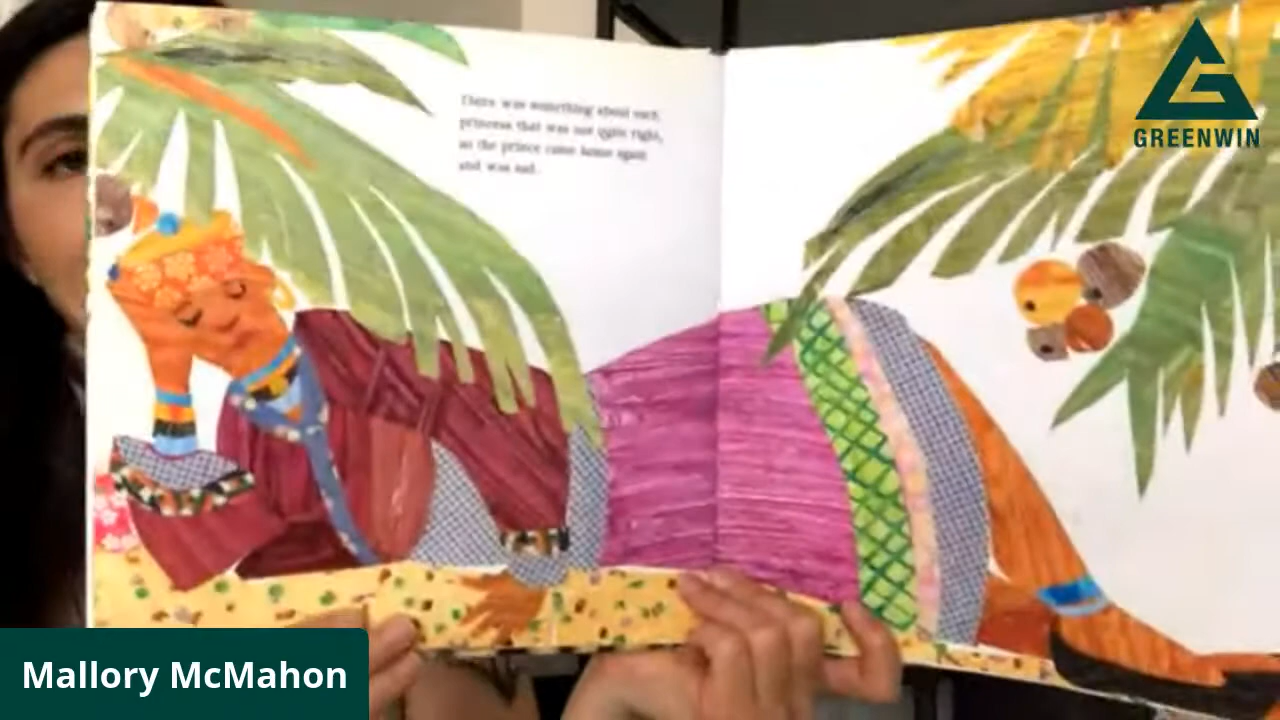 There was something about each
princess that was not quite right,
so the prince came home again
and was sad.
GREENWIN
Mallory McMahon